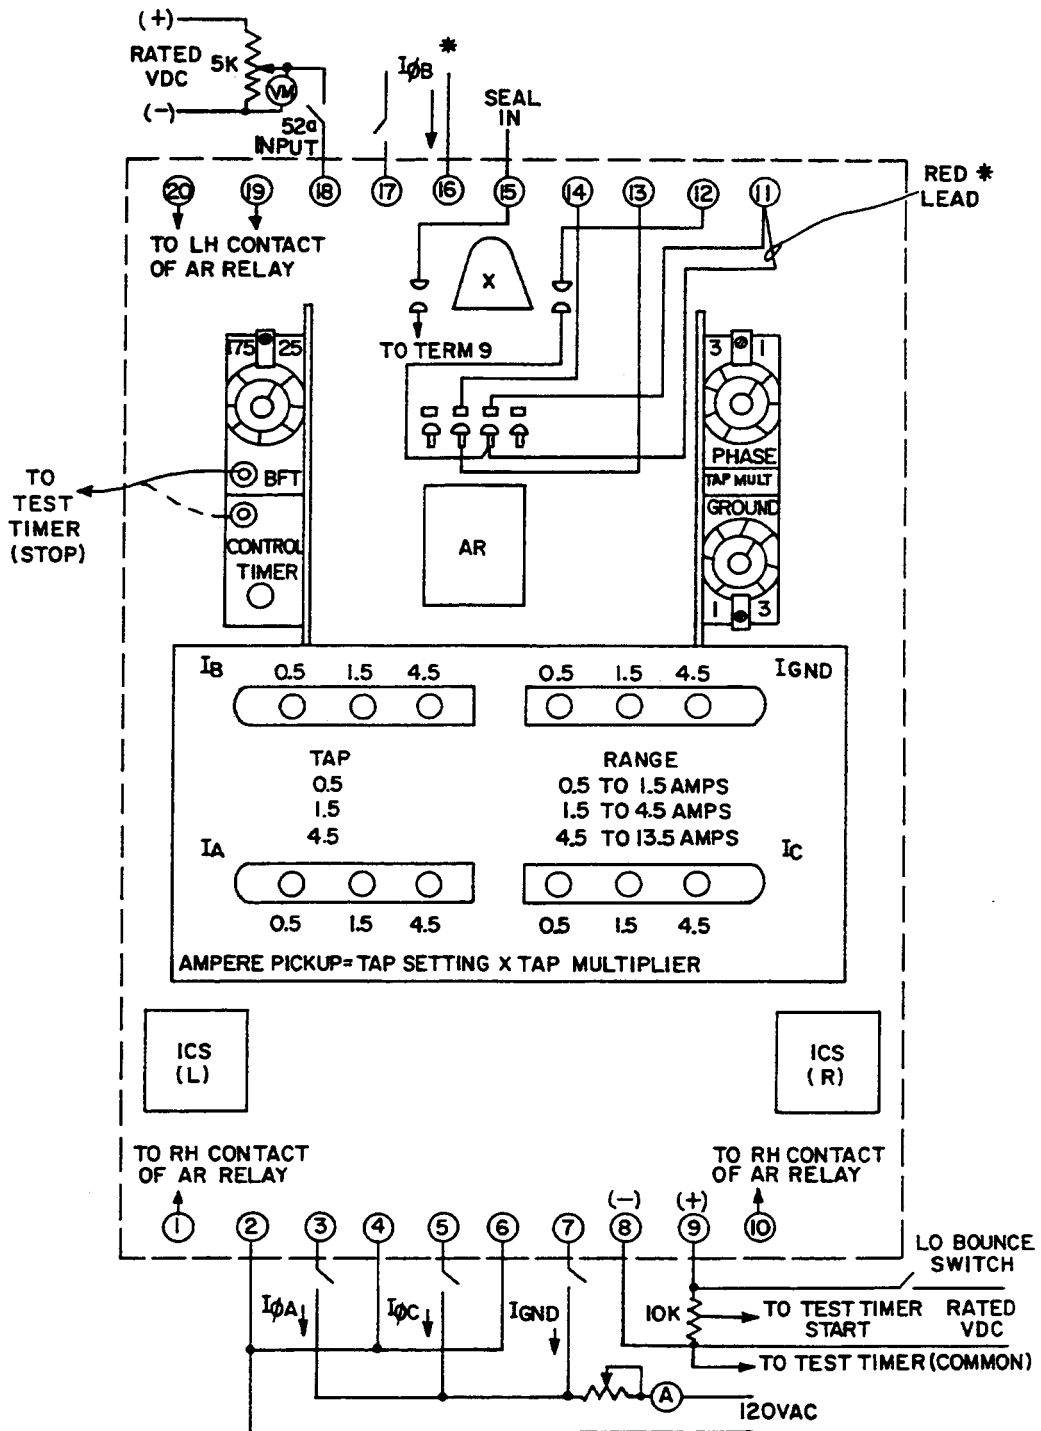 (+)
RATED
VDC
5K
VM
(-)
52a
INPUT
IØB
*
SEAL
IN
RED *
LEAD
20 19 18 17 16 15 14 13 12 11
TO LH CONTACT
OF AR RELAY
X
TO TERM 9
175 25
3 1
BFT
TO
TEST
TIMER
(STOP)
CONTROL
TIMER
AR
PHASE
TAP MULT
GROUND
1 3
IB 0.5 1.5 4.5
0.5 1.5 4.5 IGND
TAP RANGE
0.5 0.5 TO 1.5 AMPS
1.5 1.5 TO 4.5 AMPS
4.5 4.5 TO 13.5 AMPS
IA IC
0.5 1.5 4.5 0.5 1.5 4.5
AMPERE PICKUP=TAP SETTING X TAP MULTIPLIER
ICS
(L)
ICS
(R)
TO RH CONTACT
OF AR RELAY
TO RH CONTACT
OF AR RELAY
(-) (+)
1 2 3 4 5 6 7 8 9 10
LO BOUNCE
SWITCH
IØA IØC IGND
10K
TO TEST TIMER
START
RATED
VDC
TO TEST TIMER (COMMON)
A
120VAC